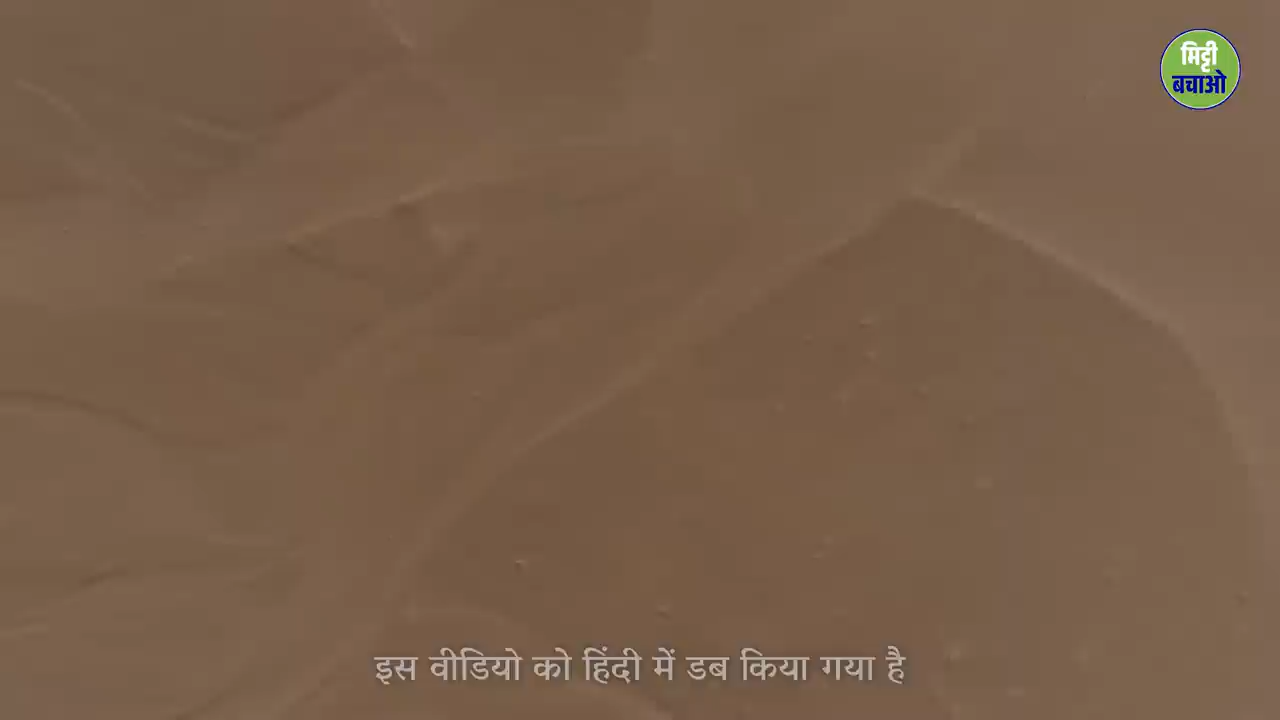 मिट्टी
बचाओ
इस वीडियो को हिंदी में डब किया गया है